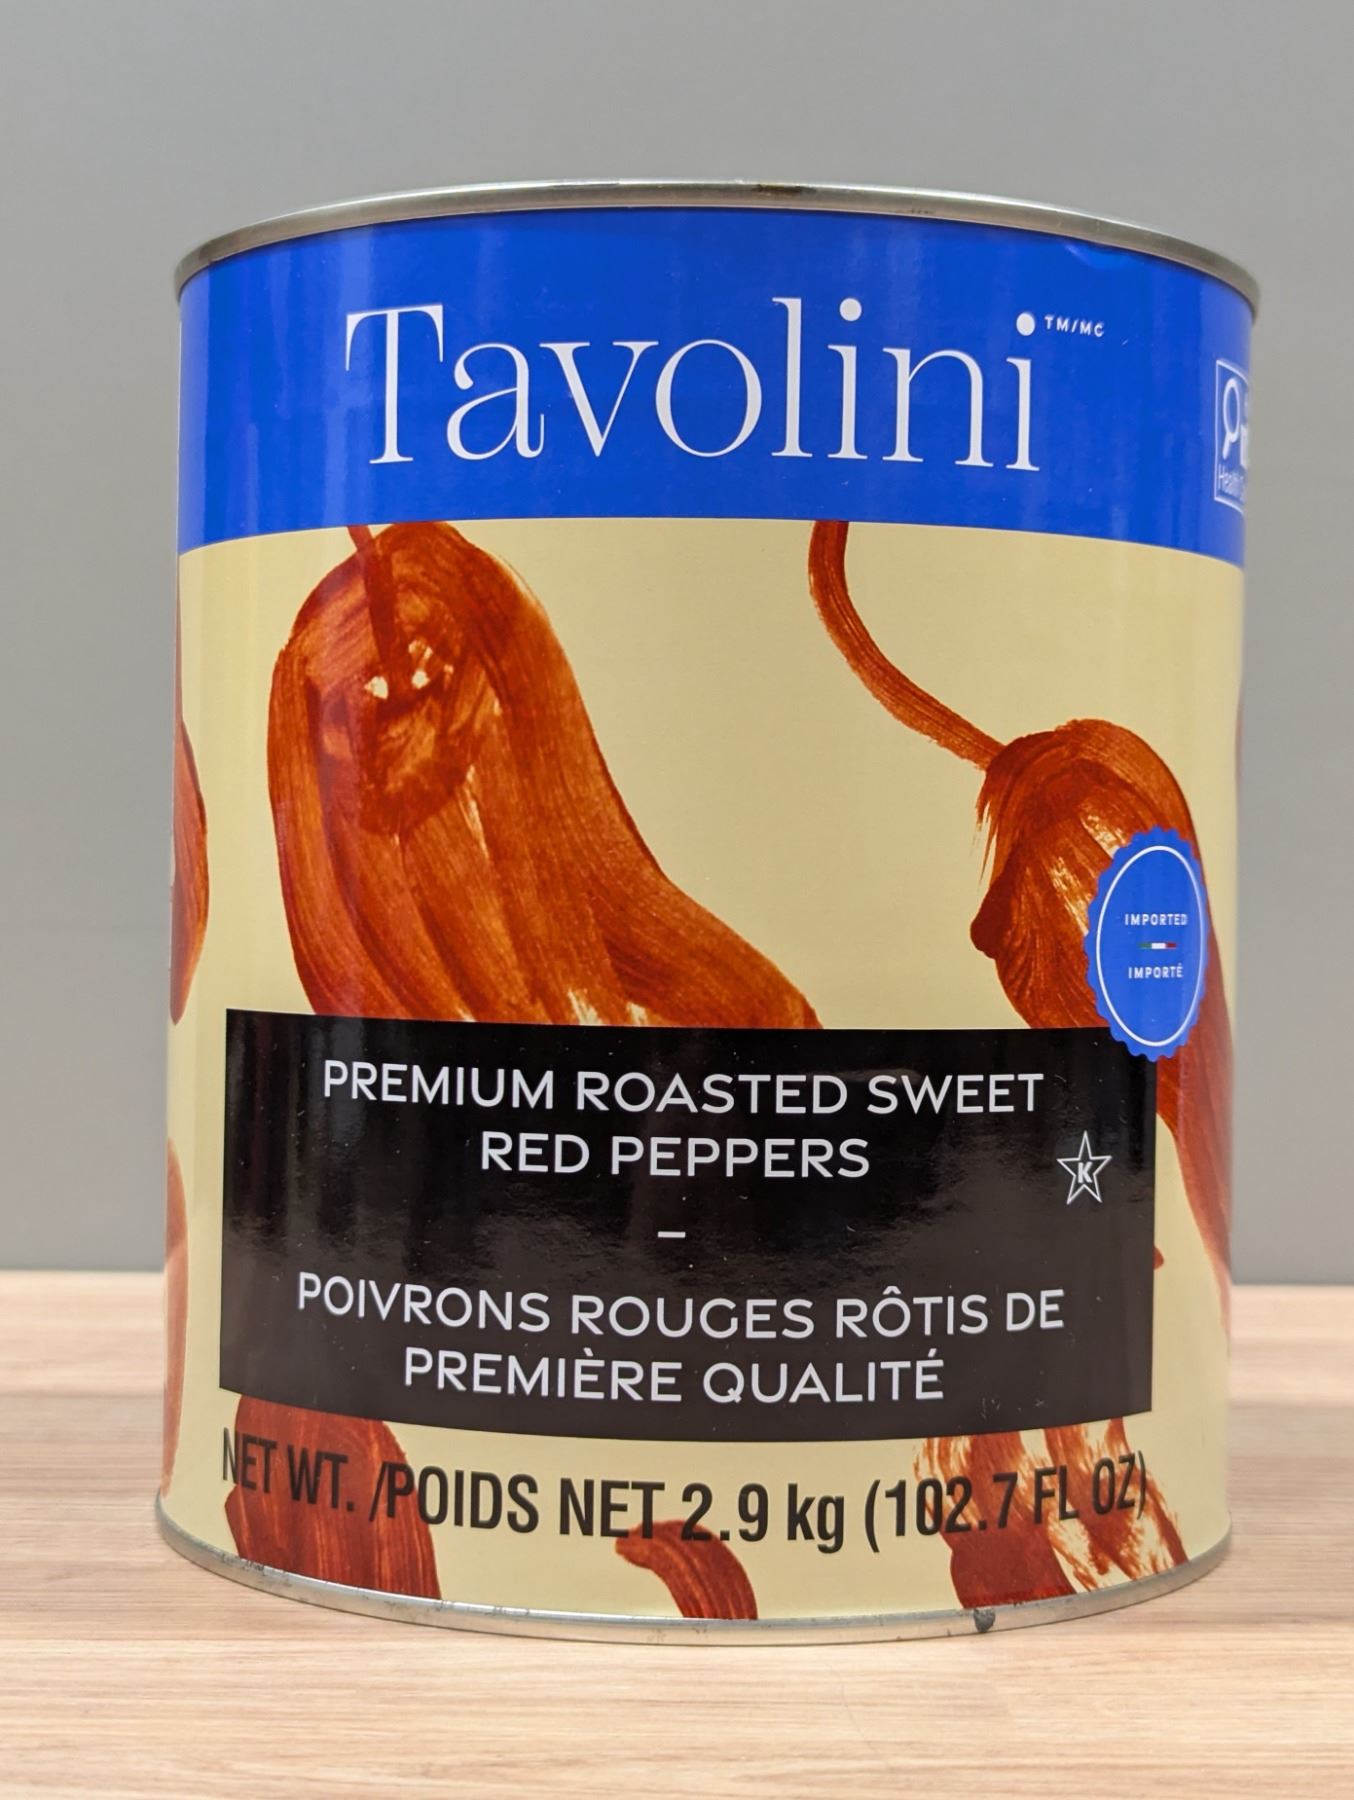 Tavolini TM/MC
Health
IMPORTED
IMPORTÉ
PREMIUM ROASTED SWEET
RED PEPPERS
K
–
POIVRONS ROUGES RÔTIS DE
PREMIÈRE QUALITÉ
NET WT. /POIDS NET 2.9 kg (102.7 FL OZ)